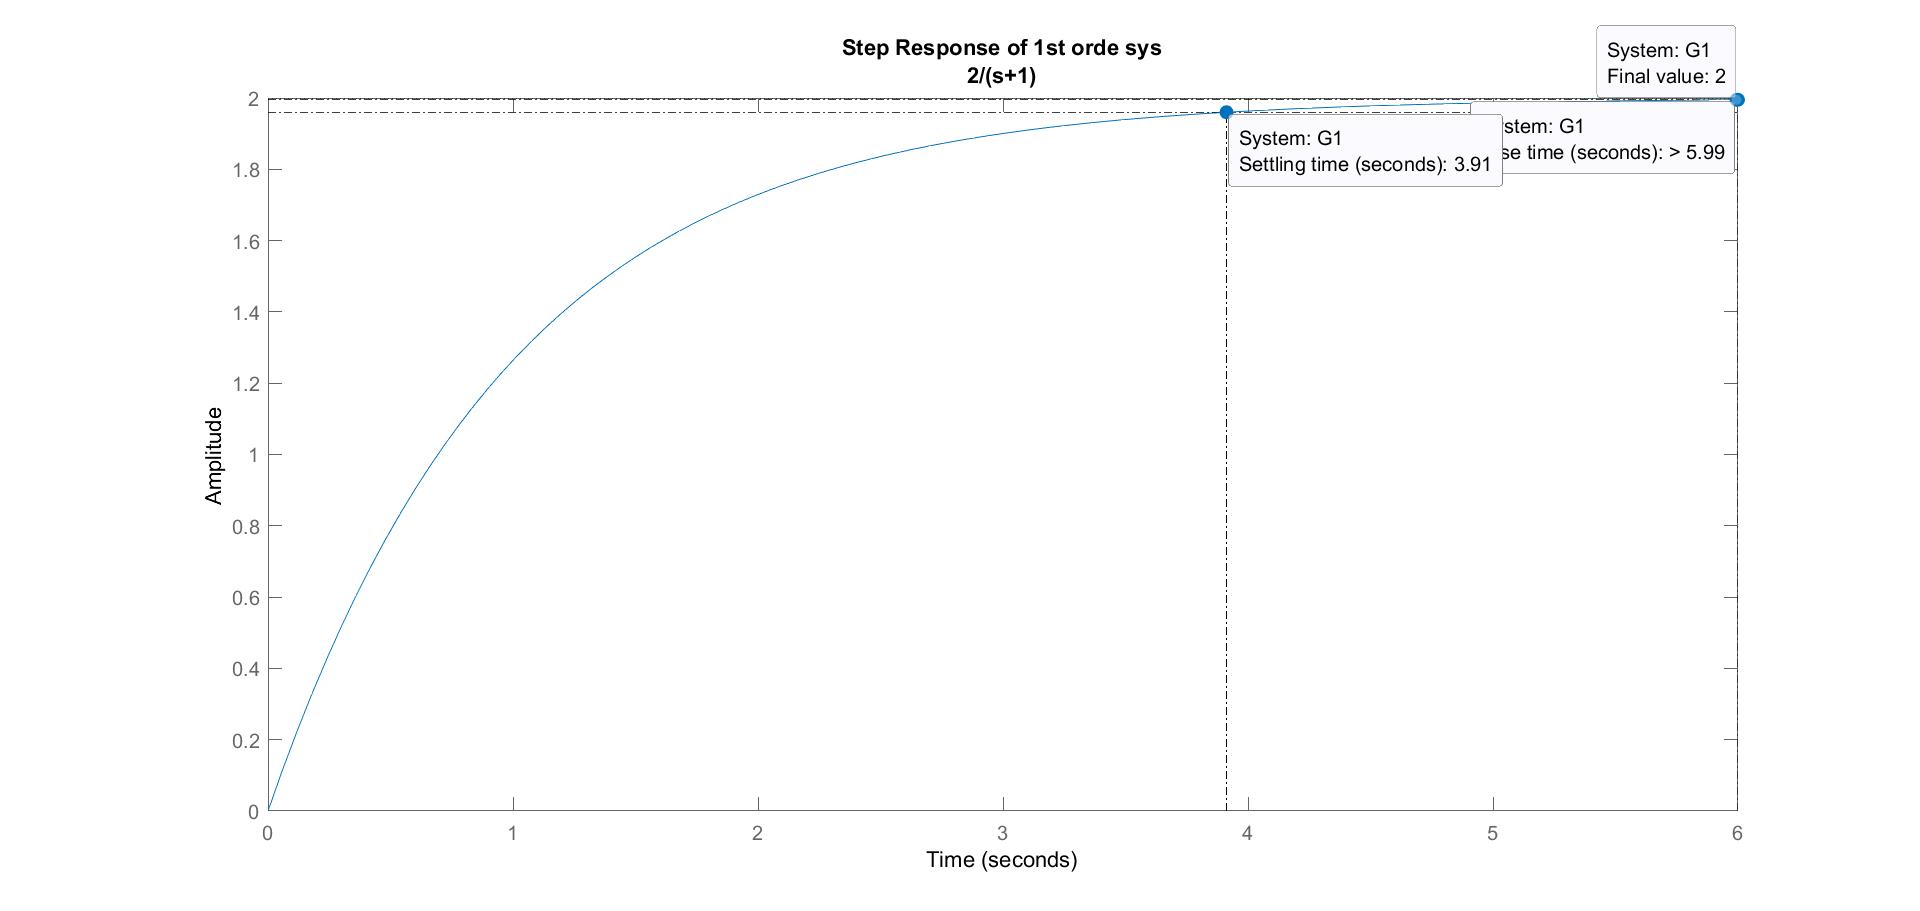 Step Response of 1st orde sys
2/(s+1)
System: G1
Final value: 2
stem: G1
se time (seconds): > 5.99
System: G1
Settling time (seconds): 3.91
Amplitude
2
1.8
1.6
1.4
1.2
1
0.8
0.6
0.4
0.2
0
0 1 2 3 4 5 6
Time (seconds)